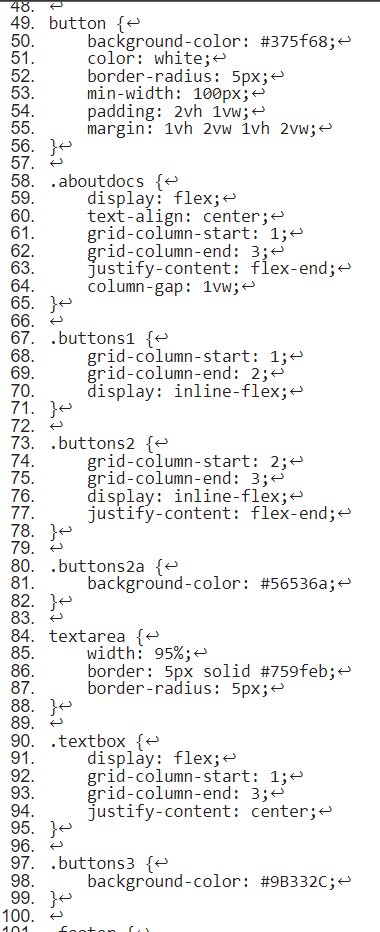 48. ↩
49. button {↩
50. background-color: #375f68;↩
51. color: white;↩
52. border-radius: 5px;↩
53. min-width: 100px;↩
54. padding: 2vh 1vw;↩
55. margin: 1vh 2vw 1vh 2vw;↩
56. }↩
57. ↩
58. .aboutdocs {↩
59. display: flex;↩
60. text-align: center;↩
61. grid-column-start: 1;↩
62. grid-column-end: 3;↩
63. justify-content: flex-end;↩
64. column-gap: 1vw;↩
65. }↩
66. ↩
67. .buttons1 {↩
68. grid-column-start: 1;↩
69. grid-column-end: 2;↩
70. display: inline-flex;↩
71. }↩
72. ↩
73. .buttons2 {↩
74. grid-column-start: 2;↩
75. grid-column-end: 3;↩
76. display: inline-flex;↩
77. justify-content: flex-end;↩
78. }↩
79. ↩
80. .buttons2a {↩
81. background-color: #56536a;↩
82. }↩
83. ↩
84. textarea {↩
85. width: 95%;↩
86. border: 5px solid #759feb;↩
87. border-radius: 5px;↩
88. }↩
89. ↩
90. .textbox {↩
91. display: flex;↩
92. grid-column-start: 1;↩
93. grid-column-end: 3;↩
94. justify-content: center;↩
95. }↩
96. ↩
97. .buttons3 {↩
98. background-color: #9B332C;↩
99. }↩
100. ↩
101. .footer {↩